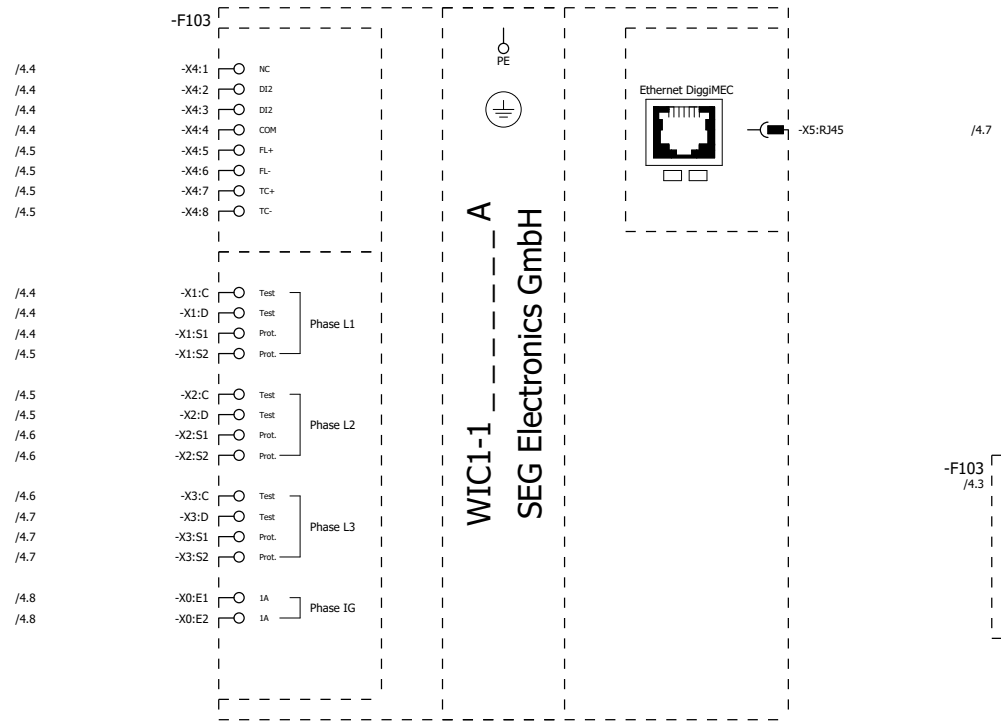 -F103
PE
/4.4 -X4:1 NC
/4.4 -X4:2 DI2
/4.4 -X4:3 DI2
/4.4 -X4:4 COM
/4.5 -X4:5 FL+
/4.5 -X4:6 FL-
/4.5 -X4:7 TC+
/4.5 -X4:8 TC-
Ethernet DiggiMEC
-X5:RJ45 /4.7
WIC1-1 _ _ _ _ _ A
SEG Electronics GmbH
/4.4 -X1:C Test
/4.4 -X1:D Test
/4.4 -X1:S1 Prot.
/4.5 -X1:S2 Prot.
Phase L1
/4.5 -X2:C Test
/4.5 -X2:D Test
/4.6 -X2:S1 Prot.
/4.6 -X2:S2 Prot.
Phase L2
/4.6 -X3:C Test
/4.7 -X3:D Test
/4.7 -X3:S1 Prot.
/4.7 -X3:S2 Prot.
Phase L3
/4.8 -X0:E1 1A
/4.8 -X0:E2 1A
Phase IG
-F103
/4.3